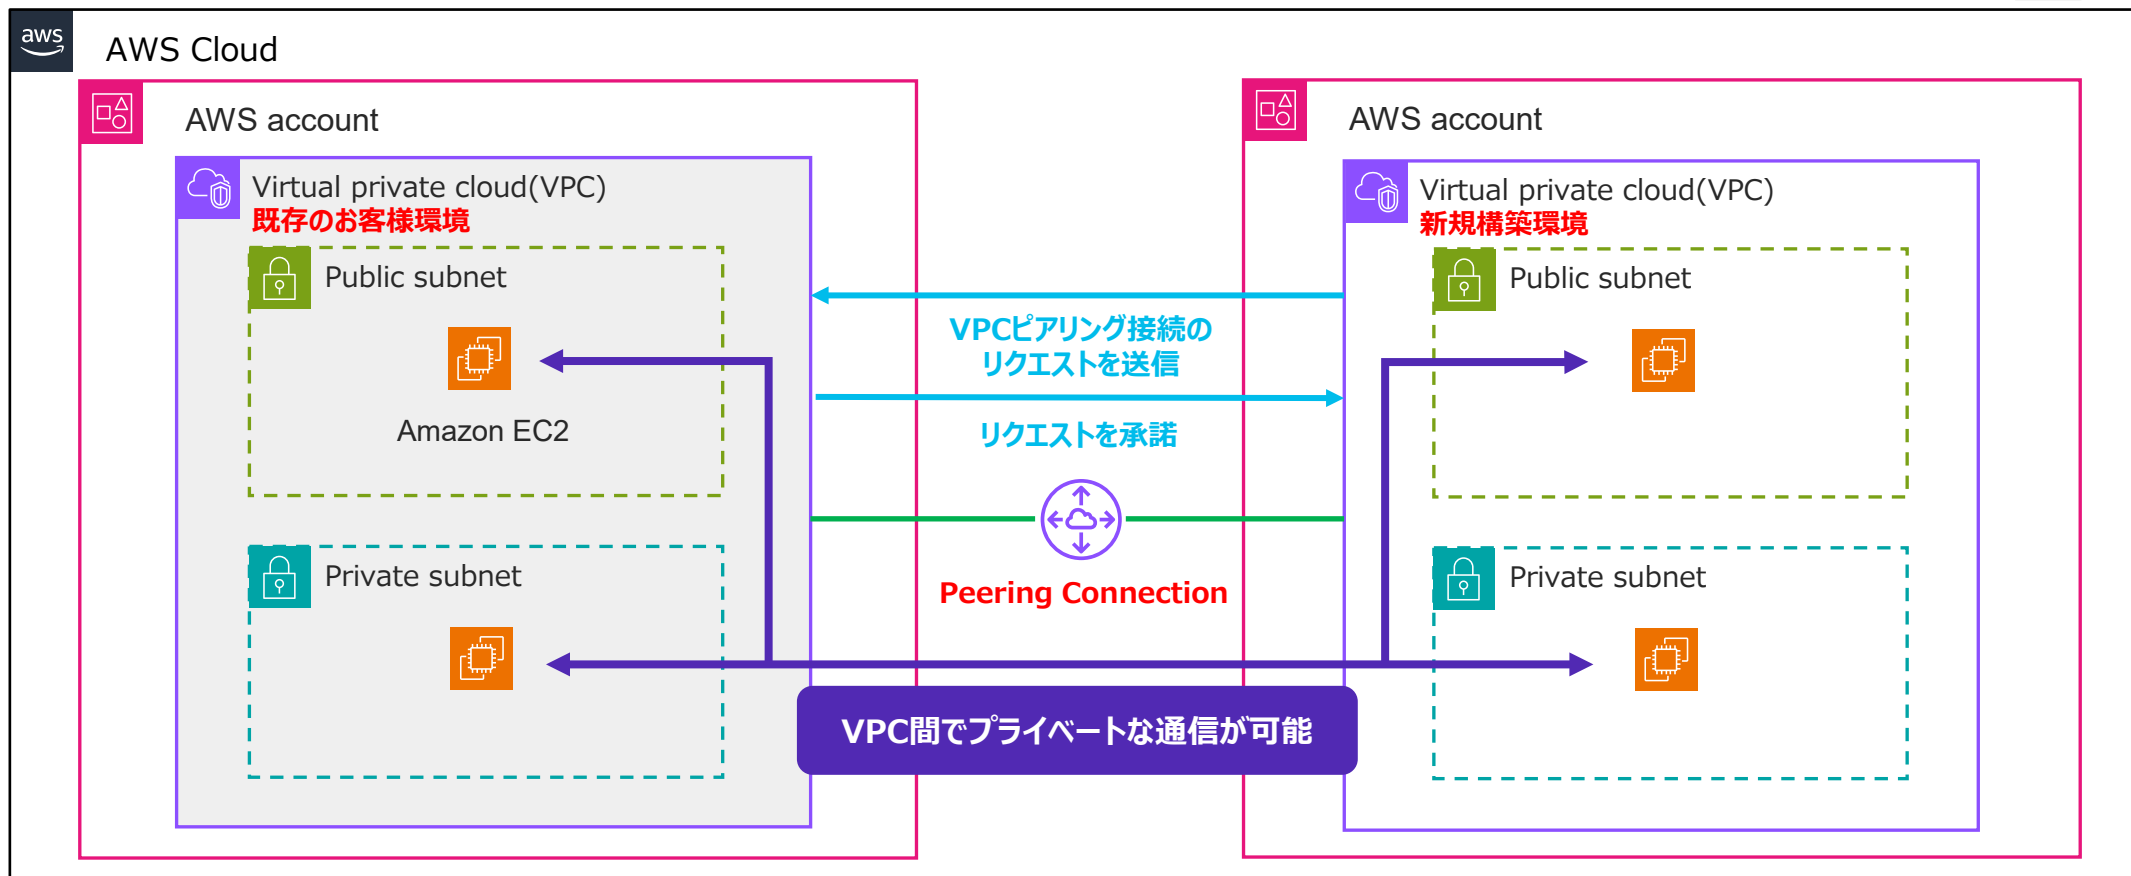 aws
AWS Cloud
AWS account
Virtual private cloud(VPC)
既存のお客様環境
Public subnet
Amazon EC2
Private subnet
VPCピアリング接続の
リクエストを送信
リクエストを承諾
Peering Connection
VPC間でプライベートな通信が可能
AWS account
Virtual private cloud(VPC)
新規構築環境
Public subnet
Private subnet